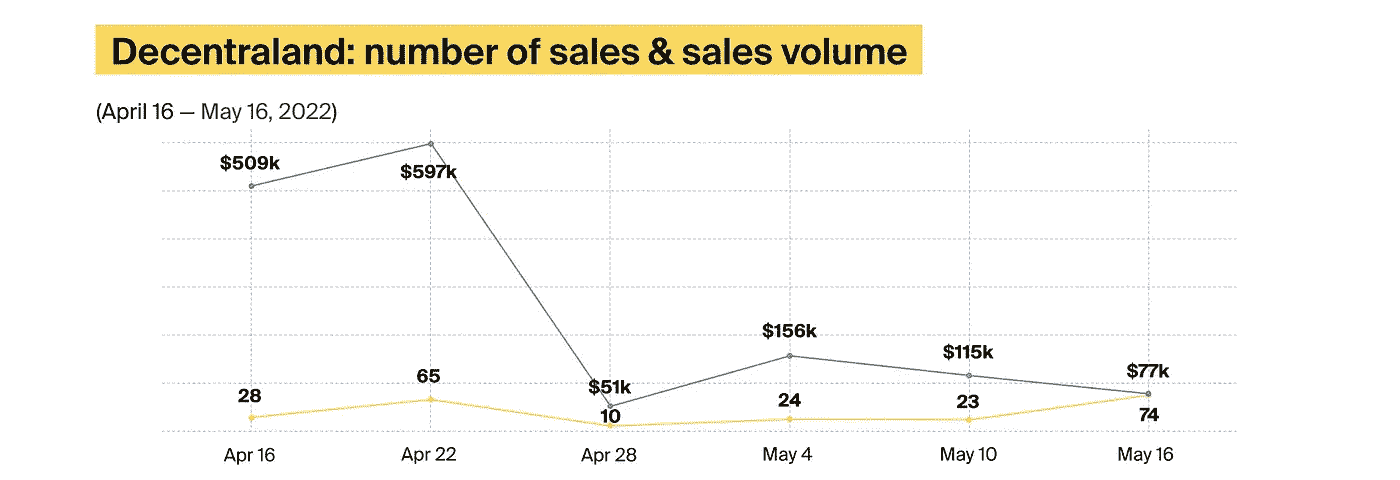 Decentraland: number of sales & sales volume
(April 16 — May 16, 2022)
$509k
$597k
$156k
$115k
$77k
$51k
28
65
10
24
23
74
Apr 16
Apr 22
Apr 28
May 4
May 10
May 16